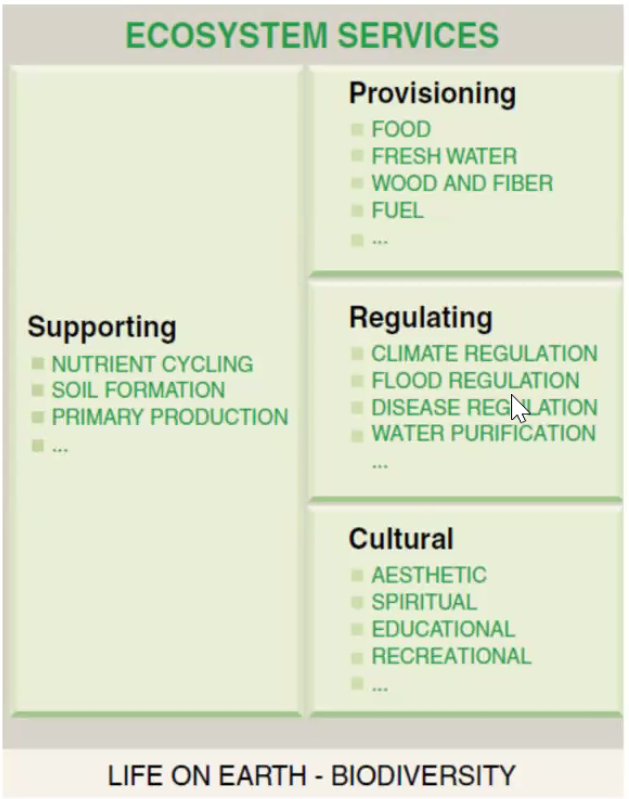 ECOSYSTEM SERVICES
Supporting
NUTRIENT CYCLING
SOIL FORMATION
PRIMARY PRODUCTION
...
Provisioning
FOOD
FRESH WATER
WOOD AND FIBER
FUEL
...
Regulating
CLIMATE REGULATION
FLOOD REGULATION
DISEASE REGULATION
WATER PURIFICATION
...
Cultural
AESTHETIC
SPIRITUAL
EDUCATIONAL
RECREATIONAL
...
LIFE ON EARTH - BIODIVERSITY